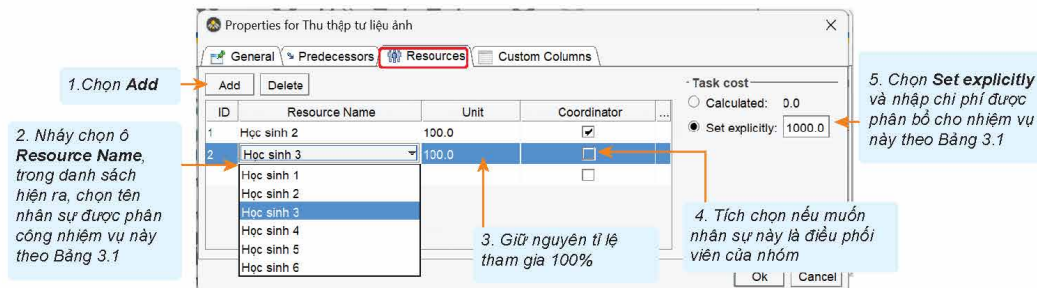 Properties for Thu thập tư liệu ảnh
General Predecessors Resources Custom Columns
1.Chọn Add
Add Delete
ID Resource Name Unit Coordinator ...
1 Học sinh 2 100.0
2 Học sinh 3 100.0
Học sinh 1
Học sinh 2
Học sinh 3
Học sinh 4
Học sinh 5
Học sinh 6
2. Nháy chọn ô
Resource Name,
trong danh sách
hiện ra, chọn tên
nhân sự được phân
công nhiệm vụ này
theo Bảng 3.1
3. Giữ nguyên tỉ lệ
tham gia 100%
4. Tích chọn nếu muốn
nhân sự này là điều phối
viên của nhóm
Task cost
Calculated: 0.0
Set explicitly: 1000.0
5. Chọn Set explicitly
và nhập chi phí được
phân bổ cho nhiệm vụ
này theo Bảng 3.1
Ok Cancel